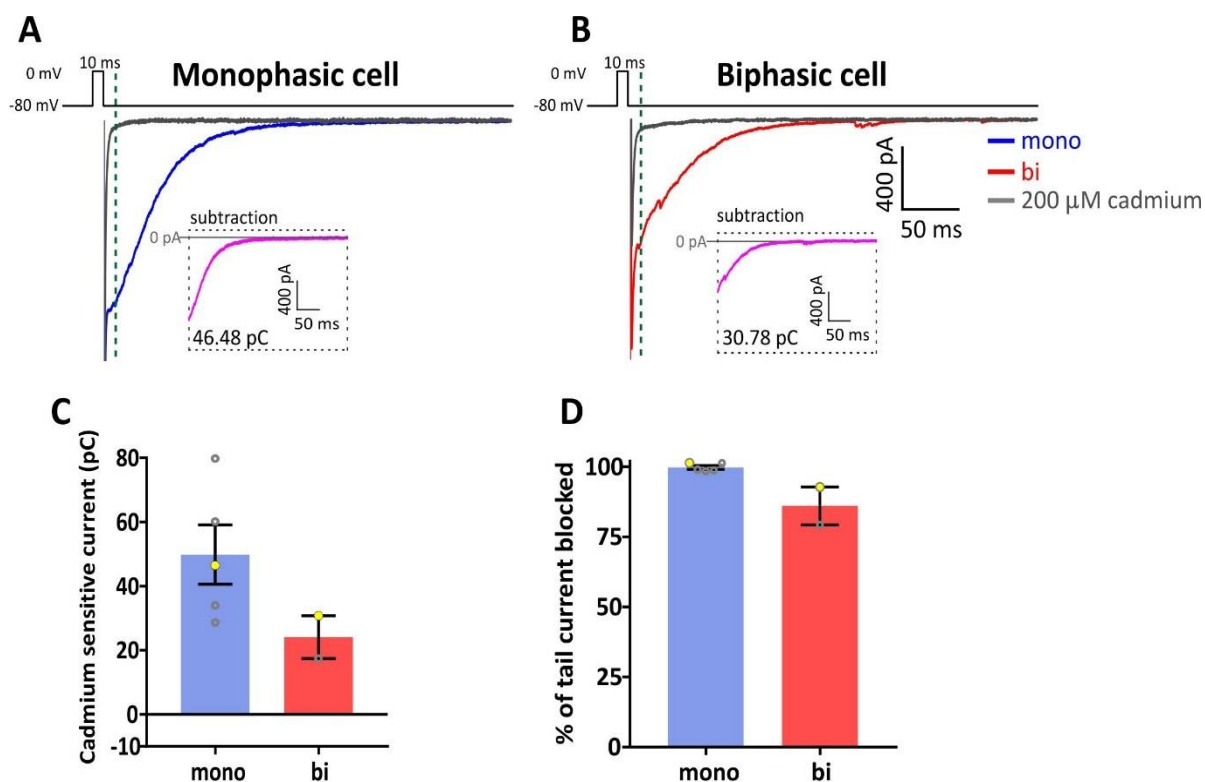 A
10 ms
0 mV
-80 mV
Monophasic cell
subtraction
0 pA
400 pA
50 ms
46.48 pC
B
10 ms
0 mV
-80 mV
Biphasic cell
mono
bi
200 μM cadmium
400 pA
50 ms
subtraction
0 pA
400 pA
50 ms
30.78 pC
C
Cadmium sensitive current (pC)
80
60
40
20
0
-10
mono
bi
D
% of tail current blocked
100
75
50
25
0
mono
bi